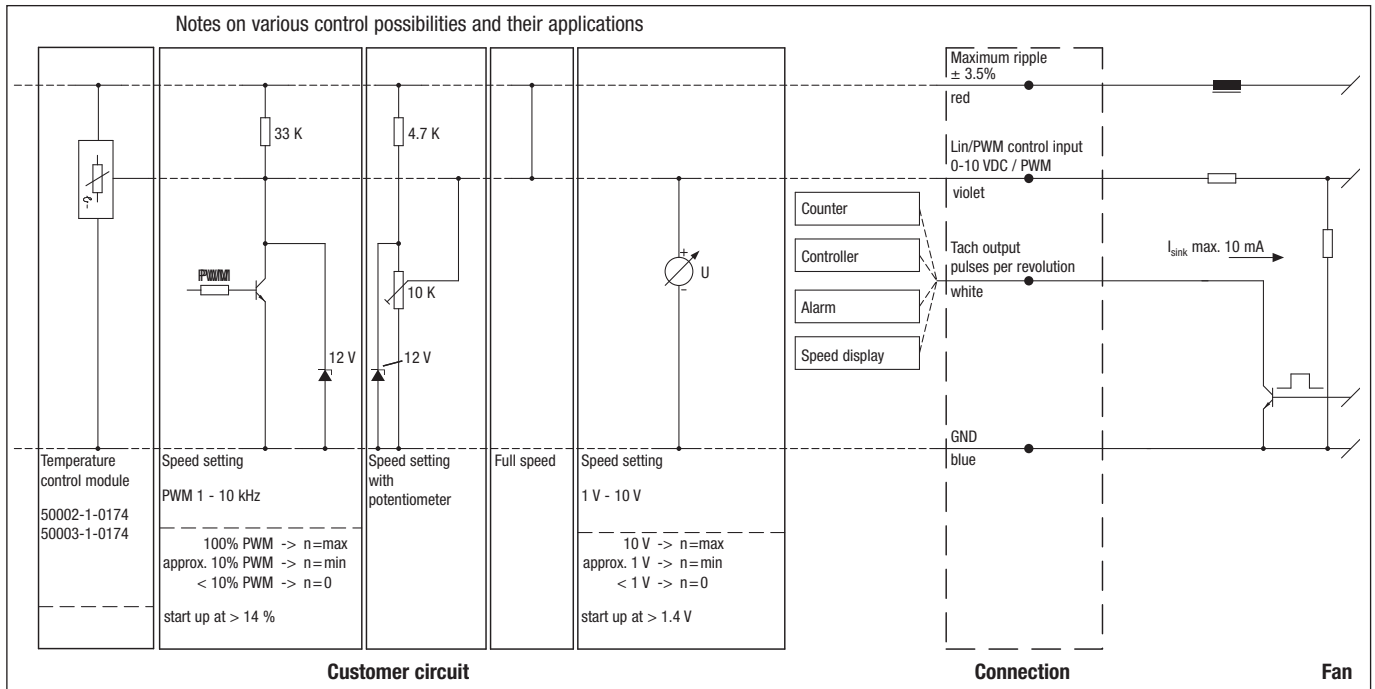 Notes on various control possibilities and their applications
33 K
PWM
12 V
4.7 K
10 K
12 V
+
U
-
Temperature
control module
50002-1-0174
50003-1-0174
Speed setting
PWM 1 - 10 kHz
100% PWM -> n=max
approx. 10% PWM -> n=min
< 10% PWM -> n=0
start up at > 14 %
Speed setting
with
potentiometer
Full speed
Speed setting
1 V - 10 V
10 V -> n=max
approx. 1 V -> n=min
< 1 V -> n=0
start up at > 1.4 V
Counter
Controller
Alarm
Speed display
Maximum ripple
± 3.5%
red
Lin/PWM control input
0-10 VDC / PWM
violet
Tach output
pulses per revolution
white
GND
blue
Isink max. 10 mA
Customer circuit
Connection
Fan